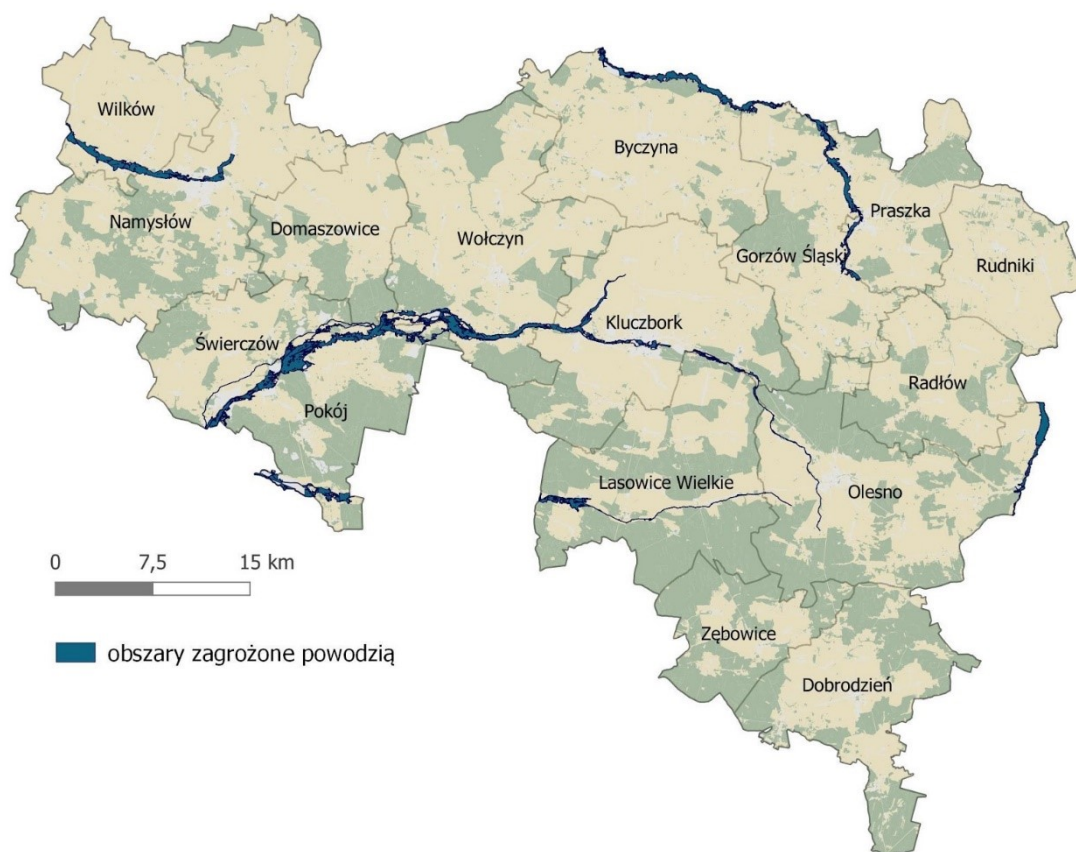 Wilków
Byczyna
Namysłów
Domaszowice
Wołczyn
Praszka
Gorzów Śląski
Rudniki
Świerczów
Kluczbork
Radłów
Pokój
Lasowice Wielkie
Olesno
0 7,5 15 km
Zębowice
obszary zagrożone powodzią
Dobrodzień